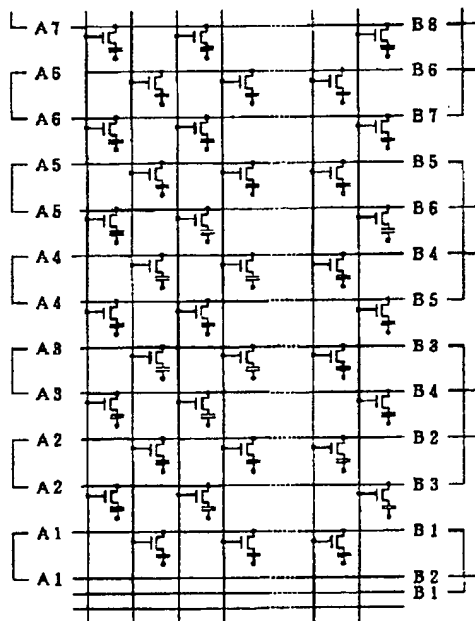 A7 B8
A6 B6
A6 B7
A5 B5
A5 B6
A4 B4
A4 B5
A3 B3
A3 B4
A2 B2
A2 B3
A1 B1
A1 B2
B1